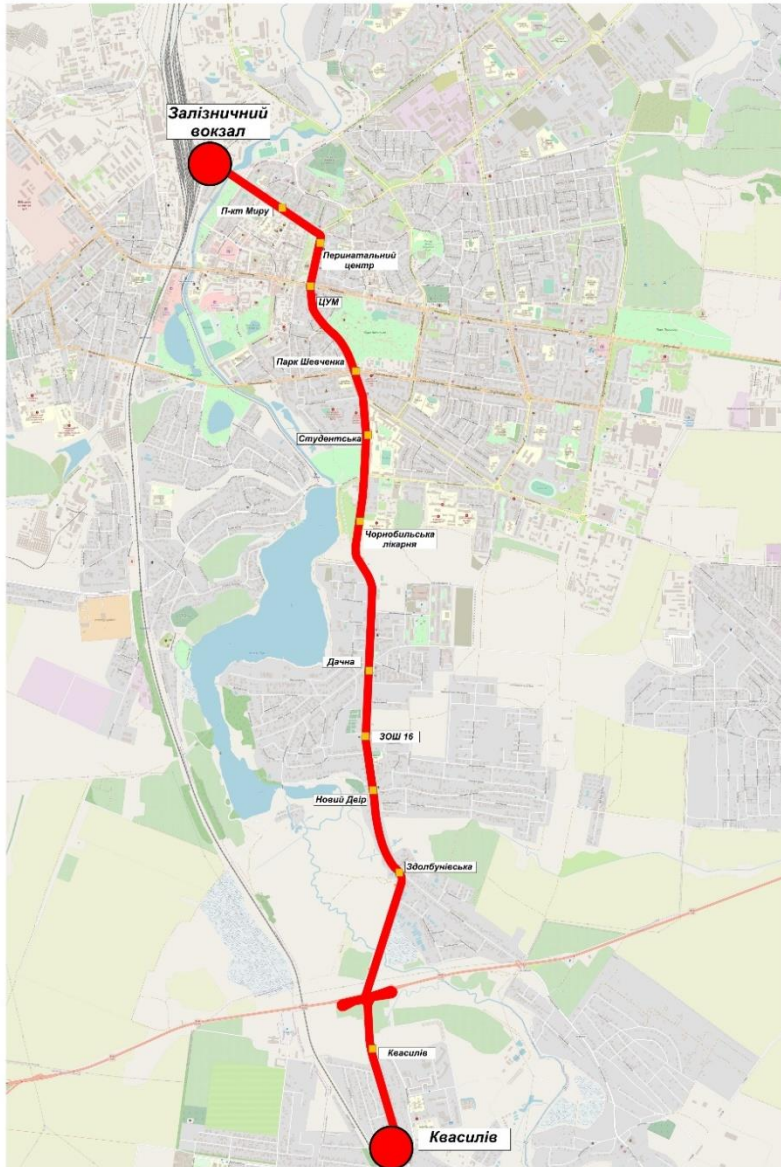 Залізничний
вокзал
П-кт Миру
Перинатальний
центр
ЦУМ
Парк Шевченка
Студентська
Чорнобильська
лікарня
Дачна
ЗОШ 16
Новий Двір
Здолбунівська
Квасилів
Квасилів